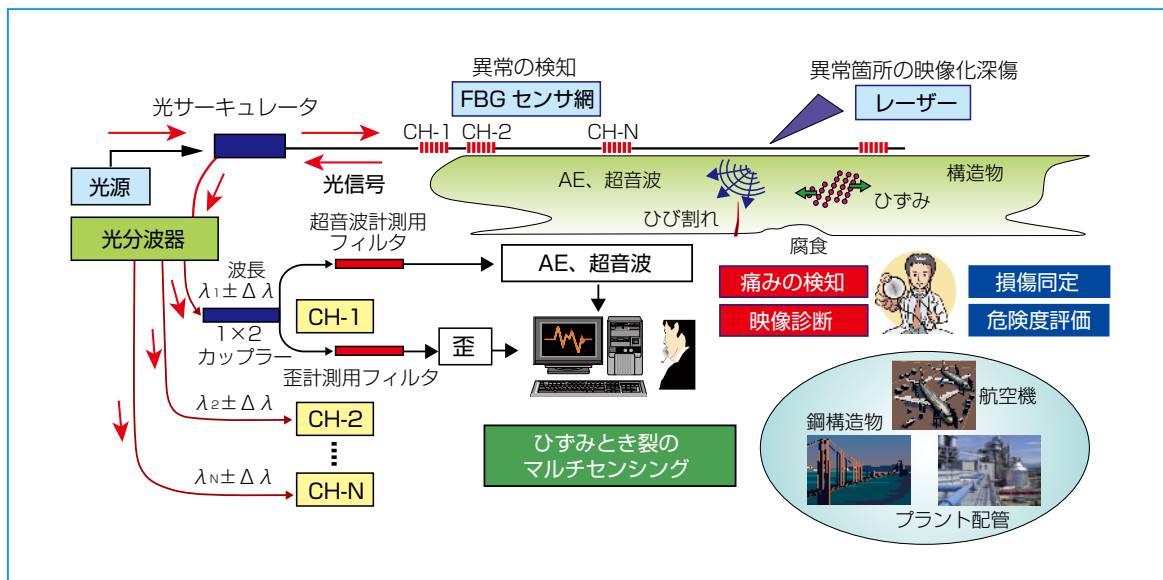 異常の検知
FBG センサ網
異常箇所の映像化深傷
レーザー
光サーキュレータ
CH-1
CH-2
CH-N
光源
光信号
AE、超音波
構造物
ひずみ
ひび割れ
腐食
光分波器
超音波計測用
フィルタ
AE、超音波
波長
λ1±Δλ
CH-1
1×2
カップラー
歪
歪計測用フィルタ
痛みの検知
損傷同定
映像診断
危険度評価
λ2±Δλ
CH-2
λN±Δλ
CH-N
ひずみとき裂の
マルチセンシング
航空機
鋼構造物
プラント配管